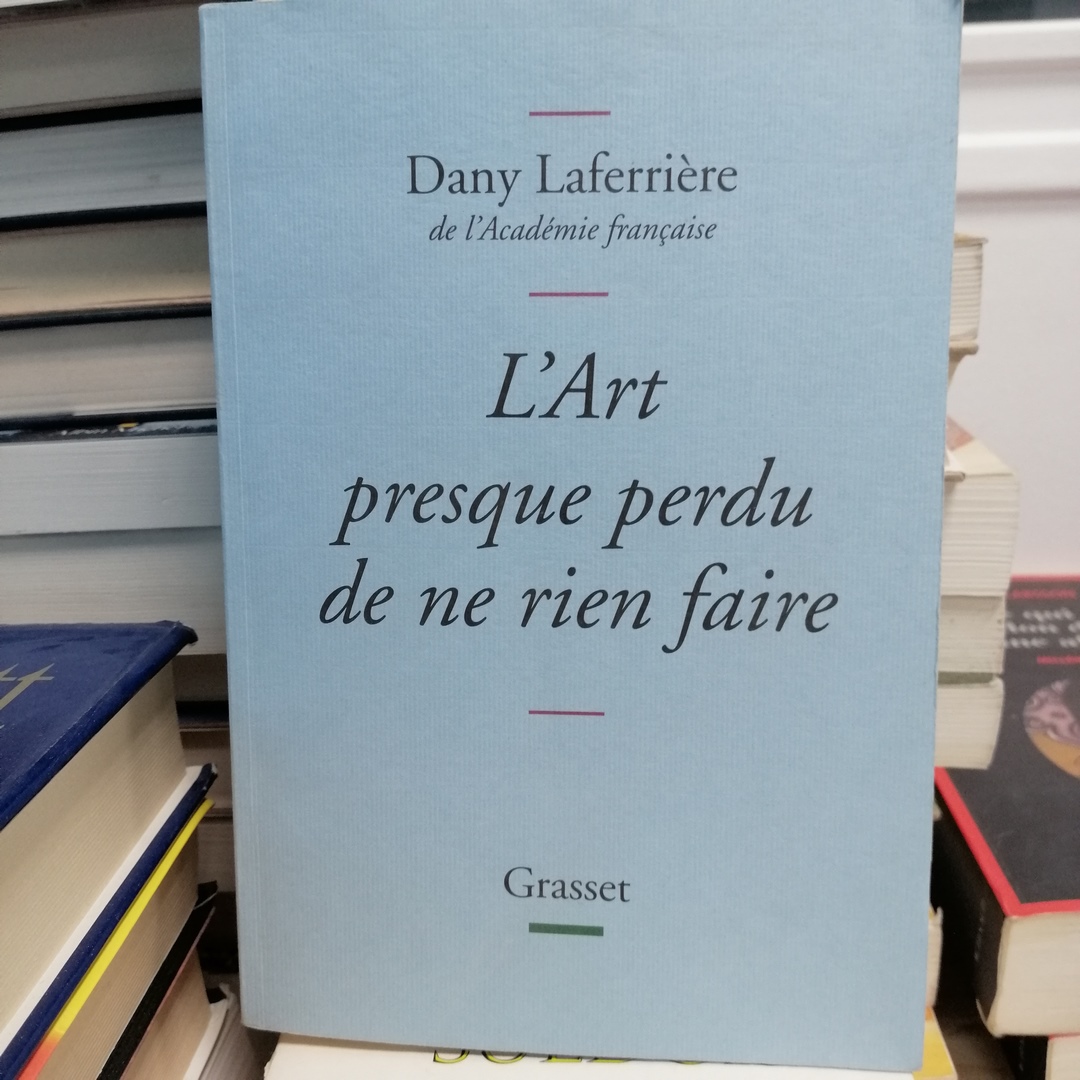 Dany Laferrière
de l'Académie française
L'Art
presque perdu
de ne rien faire
Grasset